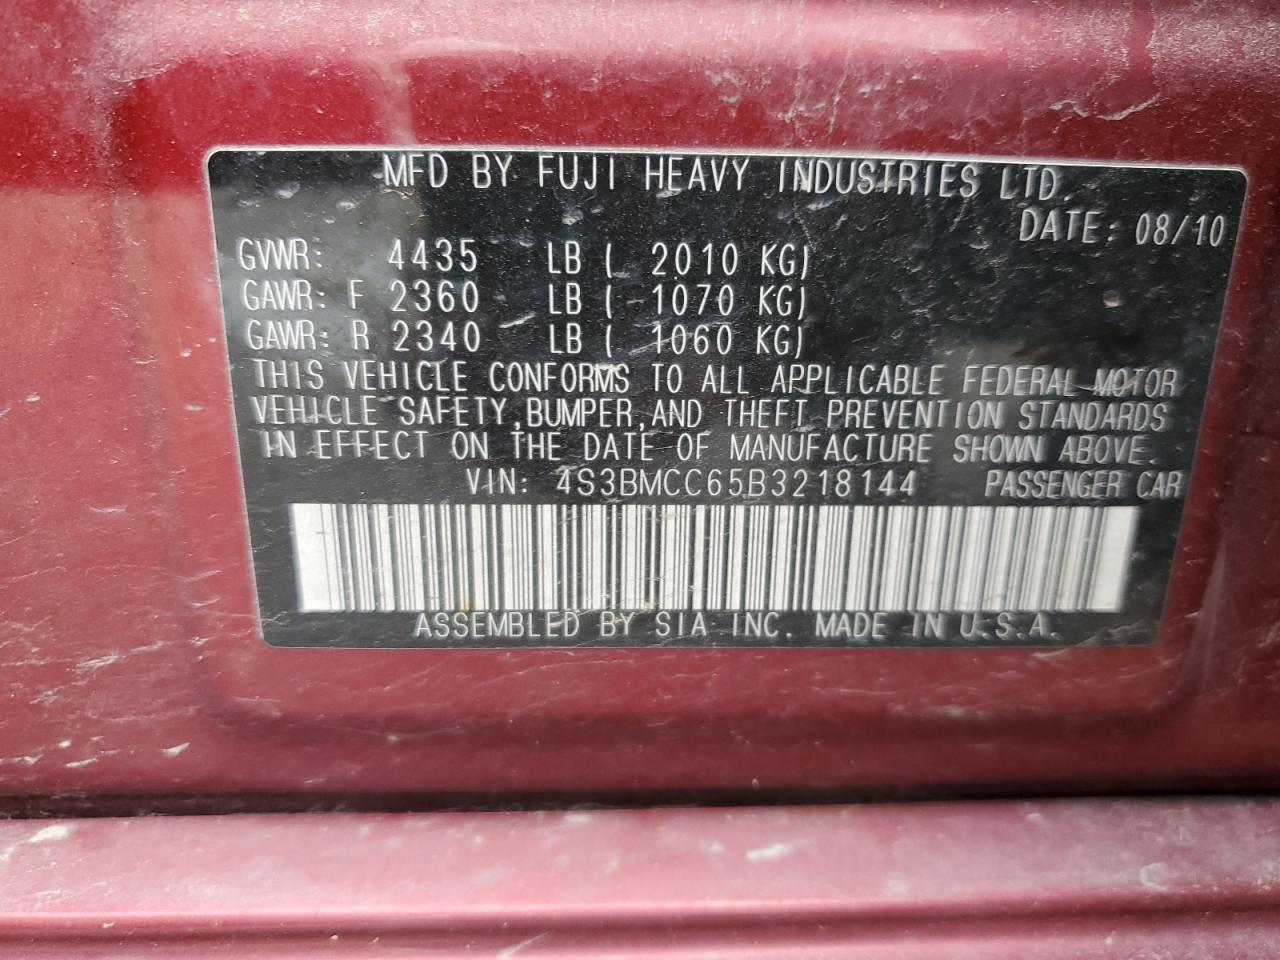 MFD BY FUJI HEAVY INDUSTRIES LTD.
DATE: 08/10
GVWR: 4435 LB ( 2010 KG)
GAWR: F 2360 LB ( 1070 KG)
GAWR: R 2340 LB ( 1060 KG)
THIS VEHICLE CONFORMS TO ALL APPLICABLE FEDERAL MOTOR
VEHICLE SAFETY, BUMPER, AND THEFT PREVENTION STANDARDS
IN EFFECT ON THE DATE OF MANUFACTURE SHOWN ABOVE.
VIN: 4S3BMCC65B3218144 PASSENGER CAR
ASSEMBLED BY SIA INC. MADE IN U.S.A.